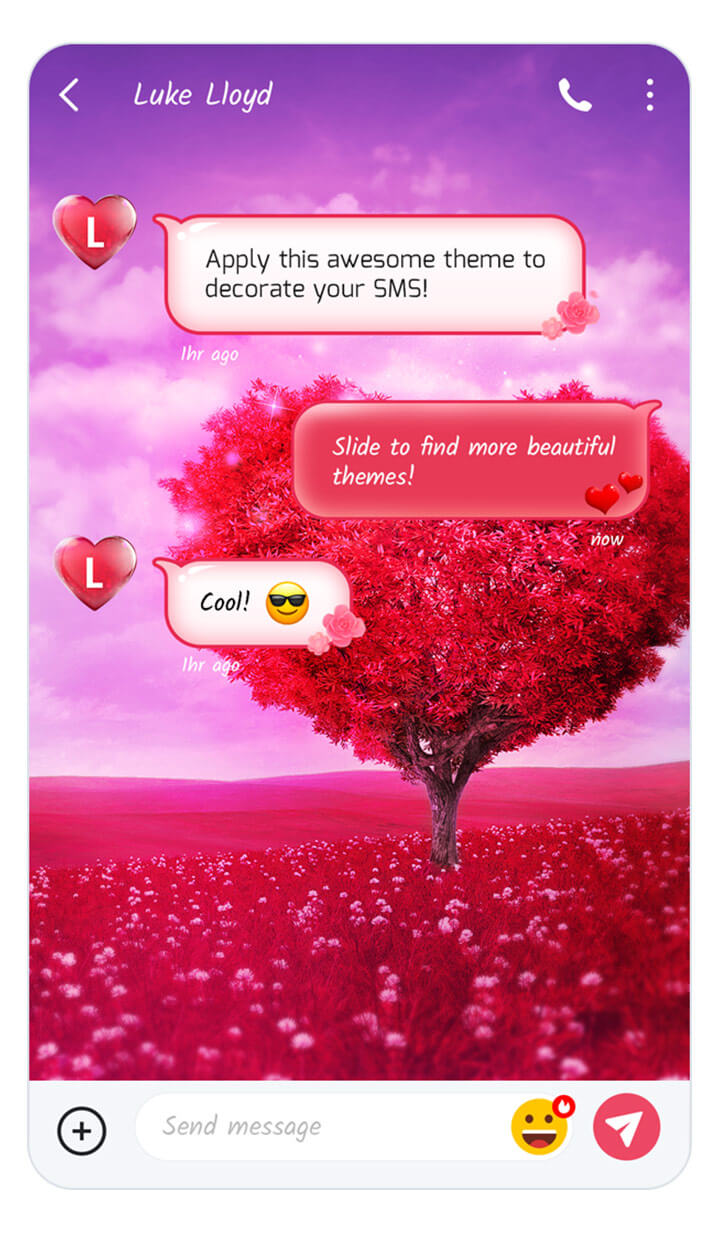 Luke Lloyd
L
Apply this awesome theme to
decorate your SMS!
1hr ago
Slide to find more beautiful
themes!
now
L
Cool! 😎
1hr ago
Send message